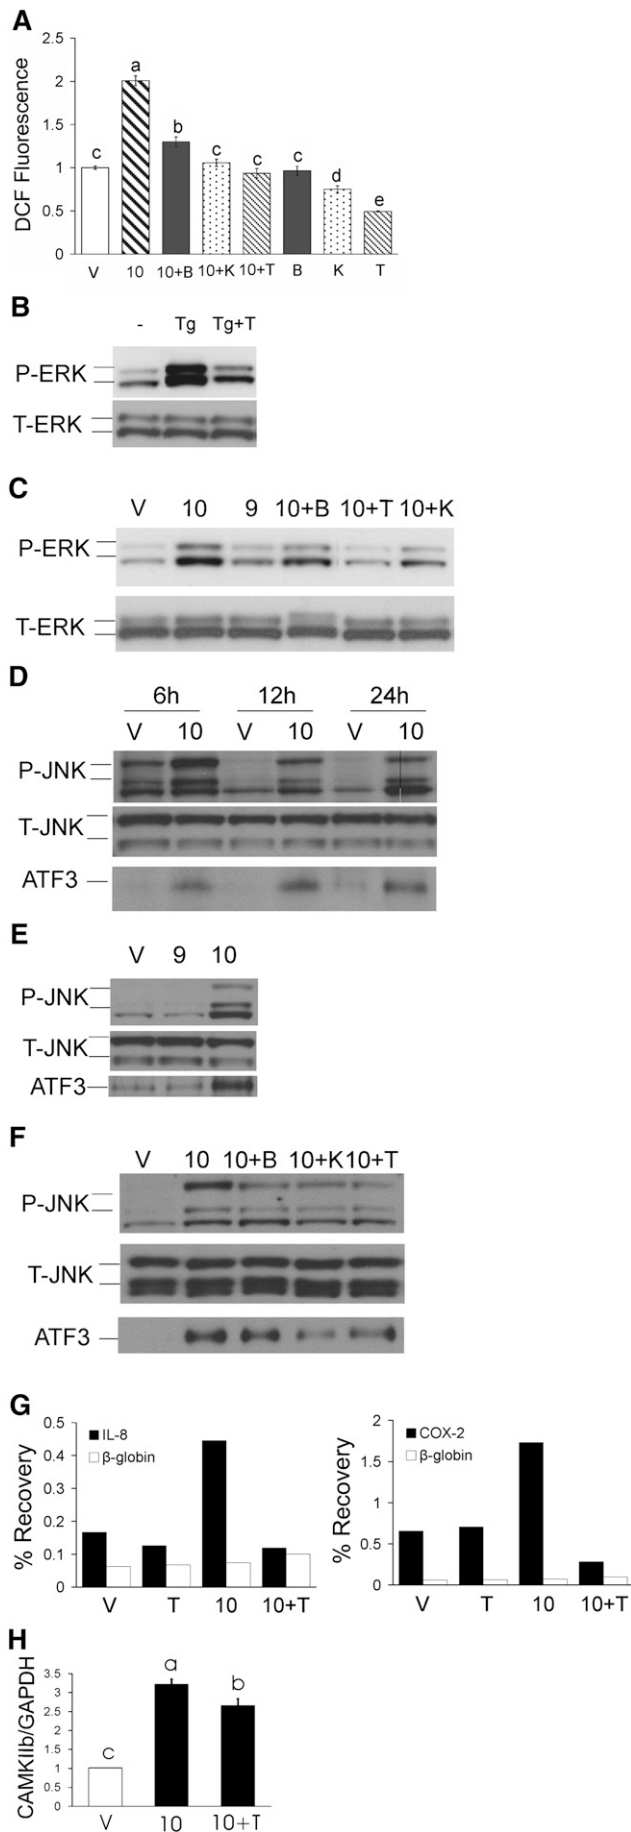 A
DCF Fluorescence
2.5
2
1.5
1
0.5
0
c a b c c c d e
V 10 10+B 10+K 10+T B K T
B
- Tg Tg+T
P-ERK
T-ERK
C
V 10 9 10+B 10+T 10+K
P-ERK
T-ERK
D
6h 12h 24h
V 10 V 10 V 10
P-JNK
T-JNK
ATF3
E
V 9 10
P-JNK
T-JNK
ATF3
F
V 10 10+B 10+K 10+T
P-JNK
T-JNK
ATF3
G
% Recovery
0.5
0.4
0.3
0.2
0.1
0
IL-8
β-globin
V T 10 10+T
% Recovery
2
1.5
1
0.5
0
COX-2
β-globin
V T 10 10+T
H
CAMKIIb/GAPDH
3.5
3
2.5
2
1.5
1
0.5
0
c a b
V 10 10+T